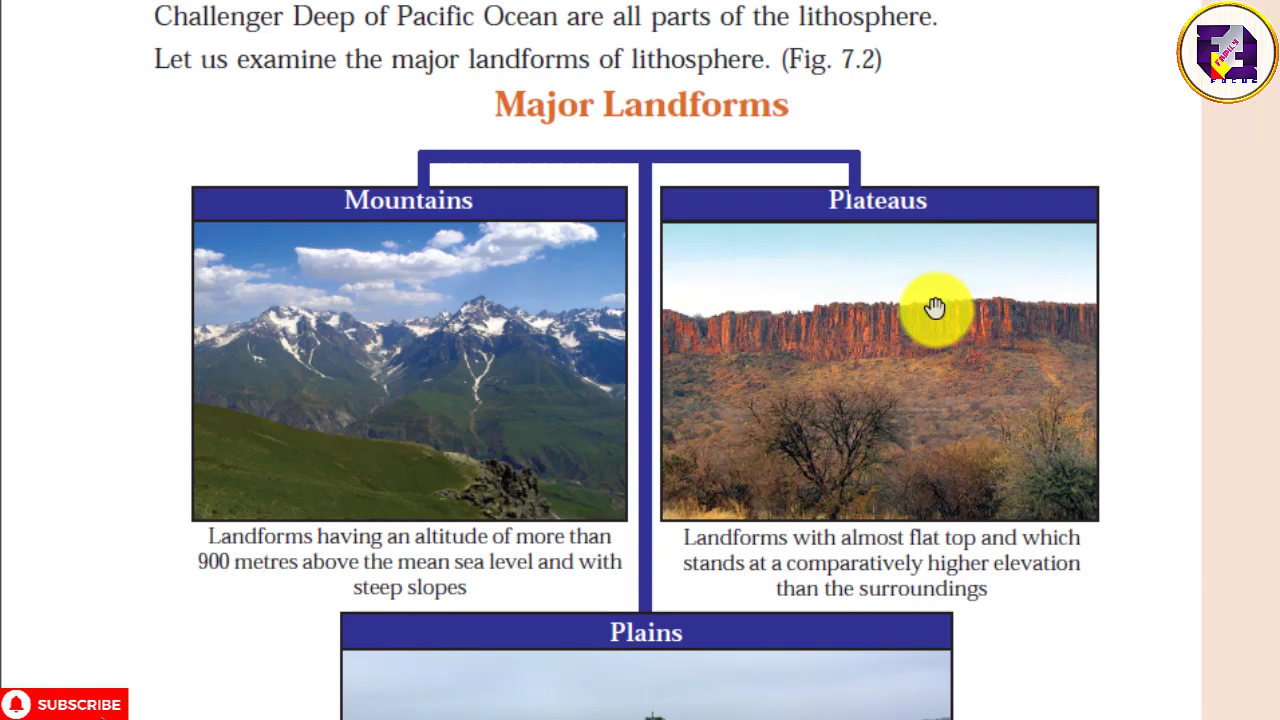 Challenger Deep of Pacific Ocean are all parts of the lithosphere.
Let us examine the major landforms of lithosphere. (Fig. 7.2)
Major Landforms
Mountains
Plateaus
Landforms having an altitude of more than
900 metres above the mean sea level and with
steep slopes
Landforms with almost flat top and which
stands at a comparatively higher elevation
than the surroundings
Plains
FAMILY
FOCUS
SUBSCRIBE